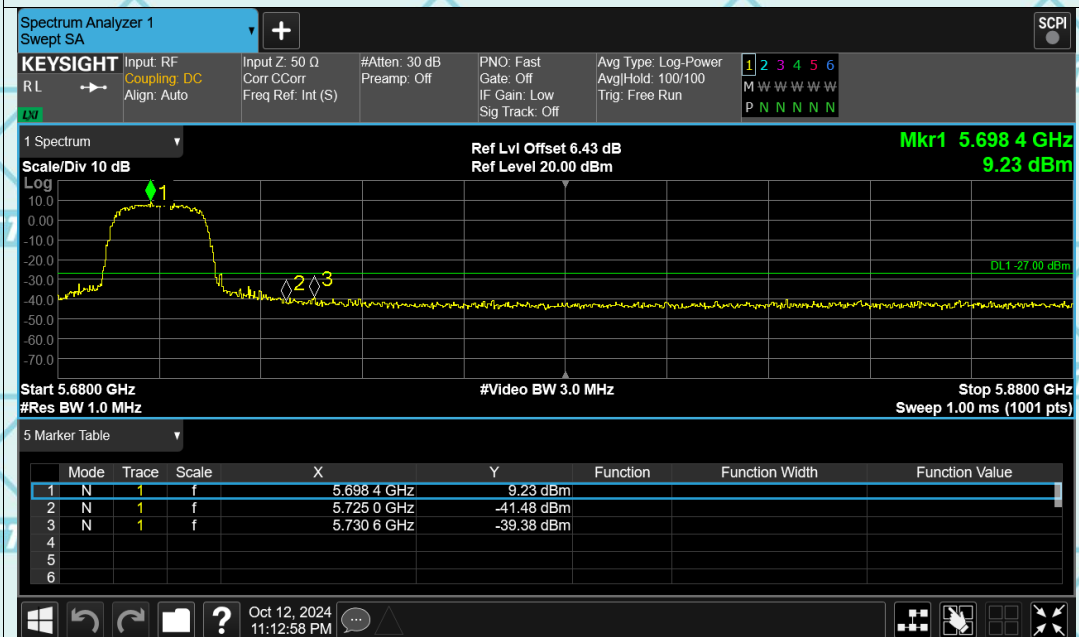 Spectrum Analyzer 1
Swept SA
+
SCPI
KEYSIGHT
R L
LXI
Input: RF
Coupling: DC
Align: Auto
Input Z: 50 Ω
Corr CCorr
Freq Ref: Int (S)
#Atten: 30 dB
Preamp: Off
PNO: Fast
Gate: Off
IF Gain: Low
Sig Track: Off
Avg Type: Log-Power
Avg|Hold: 100/100
Trig: Free Run
1 2 3 4 5 6
M W W W W W
P N N N N N
1 Spectrum
Scale/Div 10 dB
Ref Lvl Offset 6.43 dB
Ref Level 20.00 dBm
Mkr1 5.698 4 GHz
9.23 dBm
Log
10.0
0.00
-10.0
-20.0
-30.0
-40.0
-50.0
-60.0
-70.0
1
2
3
DL1 -27.00 dBm
Start 5.6800 GHz
#Res BW 1.0 MHz
#Video BW 3.0 MHz
Stop 5.8800 GHz
Sweep 1.00 ms (1001 pts)
5 Marker Table
Mode Trace Scale X Y Function Function Width Function Value
1 N 1 f 5.698 4 GHz 9.23 dBm
2 N 1 f 5.725 0 GHz -41.48 dBm
3 N 1 f 5.730 6 GHz -39.38 dBm
4
5
6
?
Oct 12, 2024
11:12:58 PM